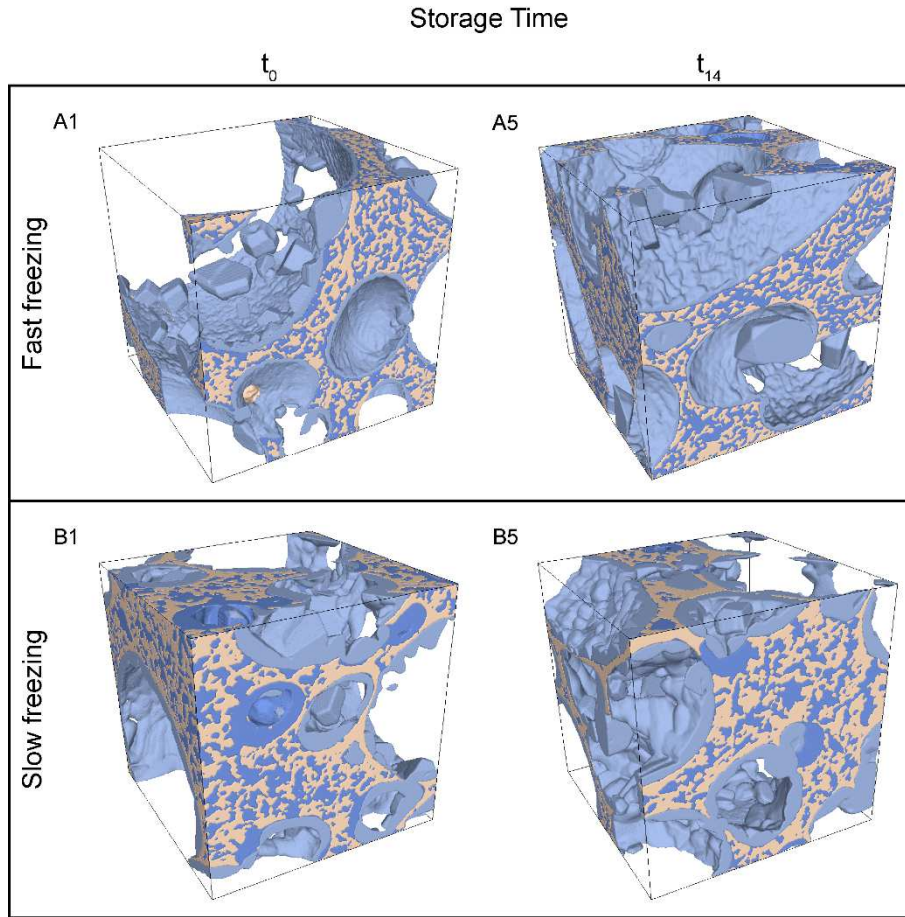 Storage Time
t₀ t₁₄
A1 A5
Fast freezing
B1 B5
Slow freezing